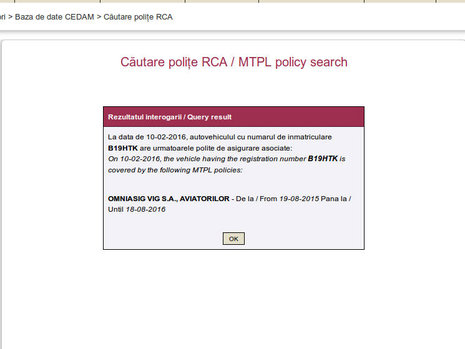 ri > Baza de date CEDAM > Căutare polițe RCA
Căutare polițe RCA / MTPL policy search
Rezultatul interogarii / Query result
La data de 10-02-2016, autovehiculul cu numarul de inmatriculare
B19HTK are urmatoarele polite de asigurare asociate:
On 10-02-2016, the vehicle having the registration number B19HTK is
covered by the following MTPL policies:
OMNIASIG VIG S.A., AVIATORILOR - De la / From 19-08-2015 Pana la /
Until 18-08-2016
OK